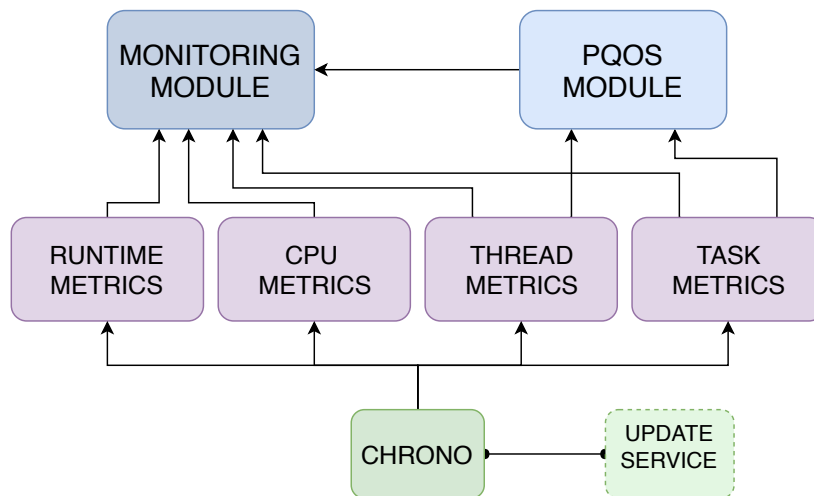 MONITORING
MODULE
PQOS
MODULE
RUNTIME
METRICS
CPU
METRICS
THREAD
METRICS
TASK
METRICS
CHRONO
UPDATE
SERVICE